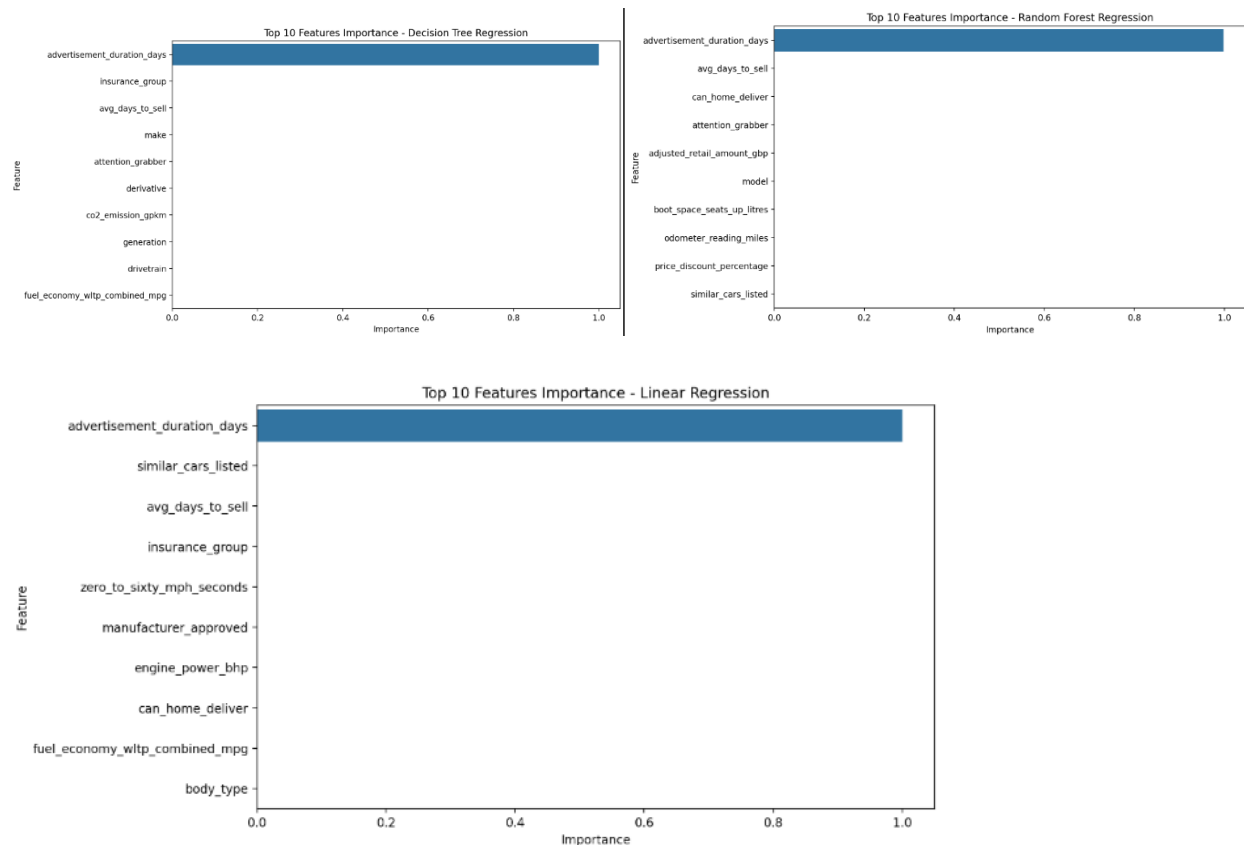 Top 10 Features Importance - Decision Tree Regression
advertisement_duration_days
insurance_group
avg_days_to_sell
make
attention_grabber
derivative
co2_emission_gpkm
generation
drivetrain
fuel_economy_wltp_combined_mpg
Feature
0.0 0.2 0.4 0.6 0.8 1.0
Importance
Top 10 Features Importance - Random Forest Regression
advertisement_duration_days
avg_days_to_sell
can_home_deliver
attention_grabber
adjusted_retail_amount_gbp
model
boot_space_seats_up_litres
odometer_reading_miles
price_discount_percentage
similar_cars_listed
Feature
0.0 0.2 0.4 0.6 0.8 1.0
Importance
Top 10 Features Importance - Linear Regression
advertisement_duration_days
similar_cars_listed
avg_days_to_sell
insurance_group
zero_to_sixty_mph_seconds
manufacturer_approved
engine_power_bhp
can_home_deliver
fuel_economy_wltp_combined_mpg
body_type
Feature
0.0 0.2 0.4 0.6 0.8 1.0
Importance